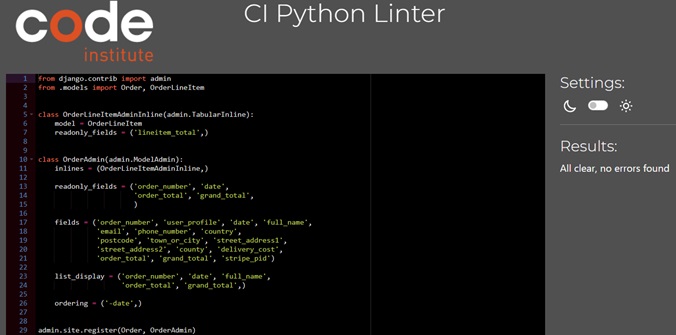 code
institute
CI Python Linter
1 from django.contrib import admin
2 from .models import Order, OrderLineItem
3
4
5 class OrderLineItemAdminInline(admin.TabularInline):
6 model = OrderLineItem
7 readonly_fields = ('lineitem_total',)
8
9
10 class OrderAdmin(admin.ModelAdmin):
11 inlines = (OrderLineItemAdminInline,)
12
13 readonly_fields = ('order_number', 'date',
14 'order_total', 'grand_total',
15 )
16
17 fields = ('order_number', 'user_profile', 'date', 'full_name',
18 'email', 'phone_number', 'country',
19 'postcode', 'town_or_city', 'street_address1',
20 'street_address2', 'county', 'delivery_cost',
21 'order_total', 'grand_total', 'stripe_pid')
22
23 list_display = ('order_number', 'date', 'full_name',
24 'order_total', 'grand_total',)
25
26 ordering = ('-date',)
27
28
29 admin.site.register(Order, OrderAdmin)
Settings:
Results:
All clear, no errors found